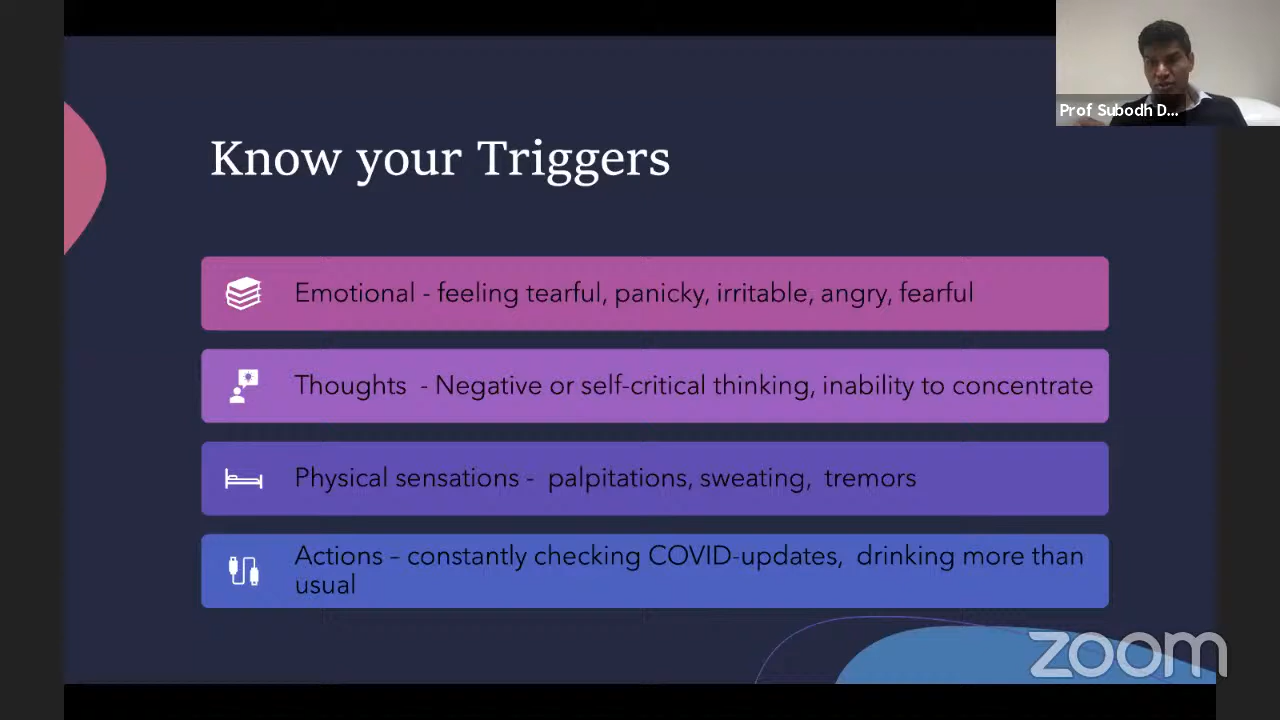 Prof Subodh D...
Know your Triggers
Emotional - feeling tearful, panicky, irritable, angry, fearful
Thoughts - Negative or self-critical thinking, inability to concentrate
Physical sensations - palpitations, sweating, tremors
Actions – constantly checking COVID-updates, drinking more than
usual
zoom